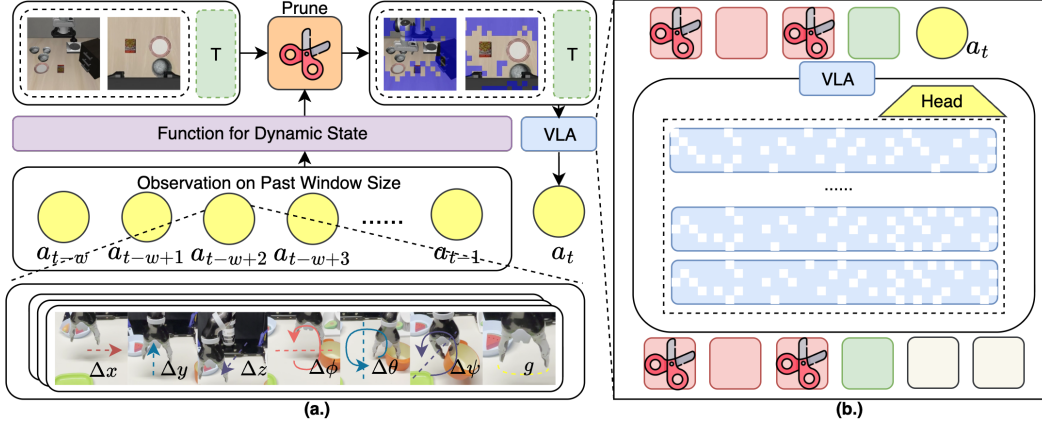 Prune
T
T
Function for Dynamic State
VLA
Observation on Past Window Size
......
a_{t-w}
a_{t-w+1}
a_{t-w+2}
a_{t-w+3}
a_{t-1}
a_t
Δx
Δy
Δz
Δϕ
Δθ
Δψ
g
(a.)
a_t
VLA
Head
......
(b.)